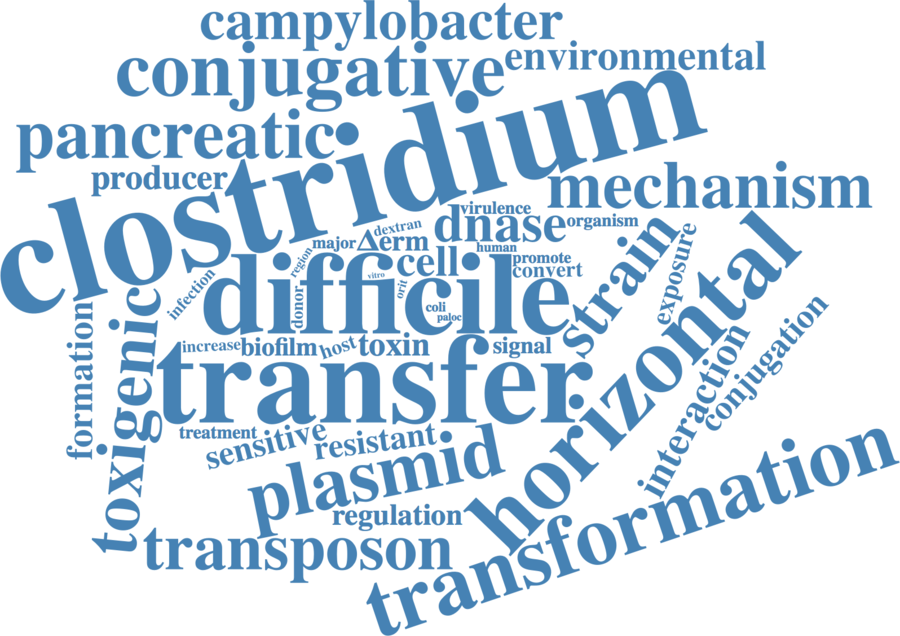 campylobacter
environmental
conjugative
clostridium
pancreatic
producer
mechanism
virulence
organism
dnase
dextran
major
Δerm
human
region
cell
promote
convert
infection
difficile
vitro
orit
donor
coli
paloc
strain
exposure
horizontal
formation
toxigenic
increase
biofilm
host
toxin
signal
transfer
interaction
conjugation
treatment
sensitive
resistant
plasmid
regulation
transposon
transformation